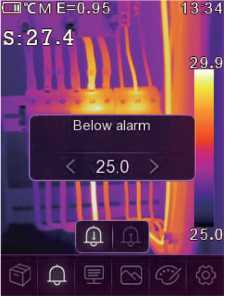 ℃ M E=0.95 13:34
S:27.4
29.9
Below alarm
< 25.0 >
25.0